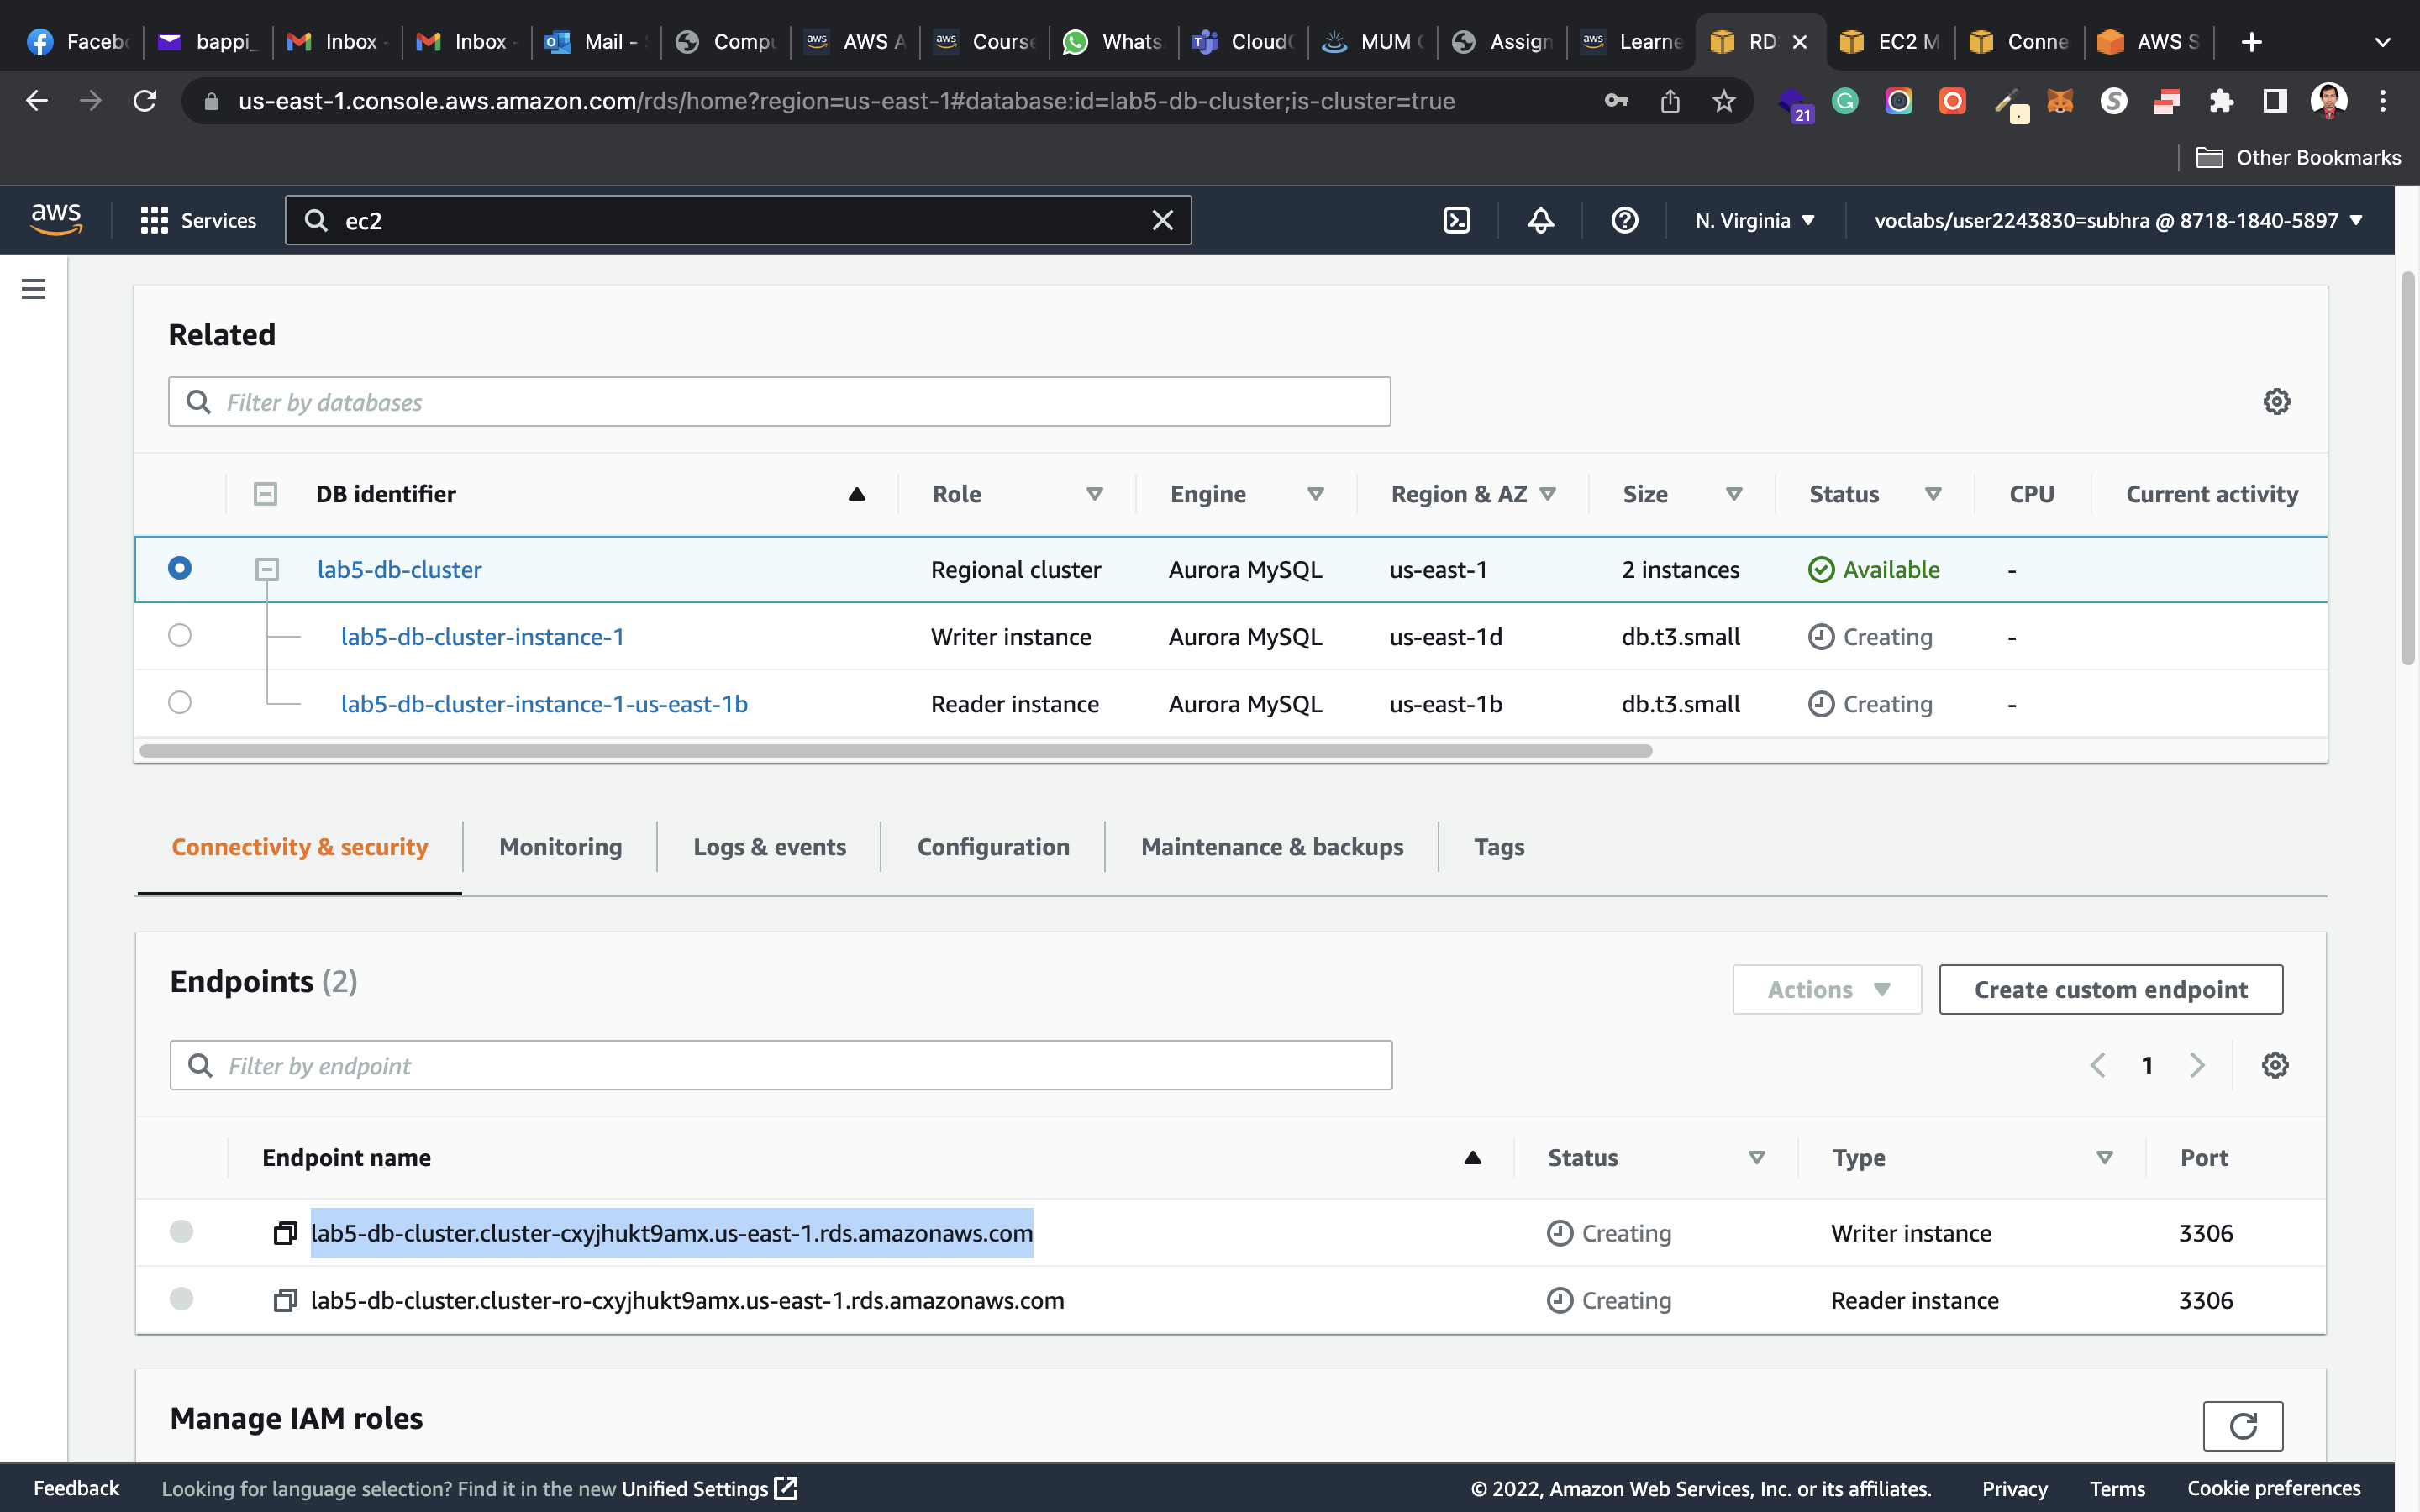 Faceb bappi_ Inbox - Inbox - Mail - Compu AWS A Course Whats. Cloud MUM Assign Learne RD EC2 M Conne AWS S
us-east-1.console.aws.amazon.com/rds/home?region=us-east-1#database:id=lab5-db-cluster;is-cluster=true
21
Other Bookmarks
aws Services ec2 N. Virginia voclabs/user2243830=subhra @ 8718-1840-5897
Related
Filter by databases
DB identifier Role Engine Region & AZ Size Status CPU Current activity
lab5-db-cluster Regional cluster Aurora MySQL us-east-1 2 instances Available -
lab5-db-cluster-instance-1 Writer instance Aurora MySQL us-east-1d db.t3.small Creating -
lab5-db-cluster-instance-1-us-east-1b Reader instance Aurora MySQL us-east-1b db.t3.small Creating -
Connectivity & security Monitoring Logs & events Configuration Maintenance & backups Tags
Endpoints (2) Actions Create custom endpoint
Filter by endpoint 1
Endpoint name Status Type Port
lab5-db-cluster.cluster-cxyjhukt9amx.us-east-1.rds.amazonaws.com Creating Writer instance 3306
lab5-db-cluster.cluster-ro-cxyjhukt9amx.us-east-1.rds.amazonaws.com Creating Reader instance 3306
Manage IAM roles
Feedback Looking for language selection? Find it in the new Unified Settings © 2022, Amazon Web Services, Inc. or its affiliates. Privacy Terms Cookie preferences